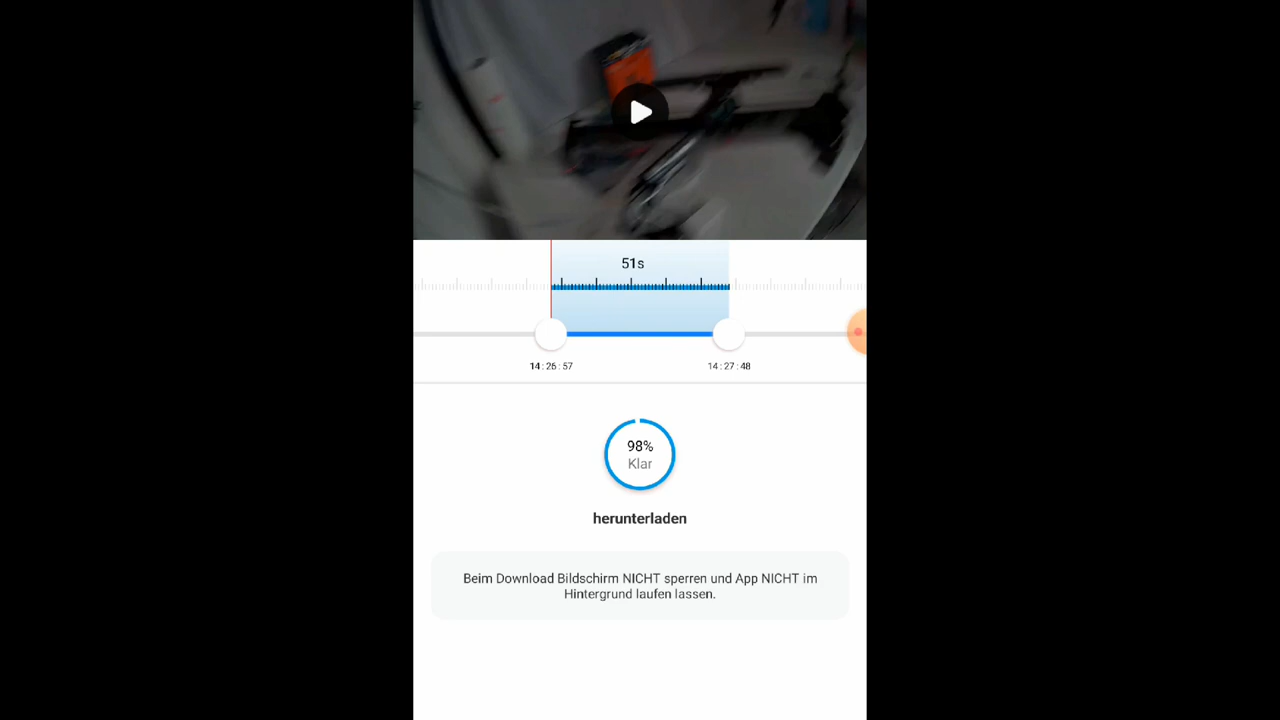 51s
14 : 26 : 57
14 : 27 : 48
98%
Klar
herunterladen
Beim Download Bildschirm NICHT sperren und App NICHT im
Hintergrund laufen lassen.